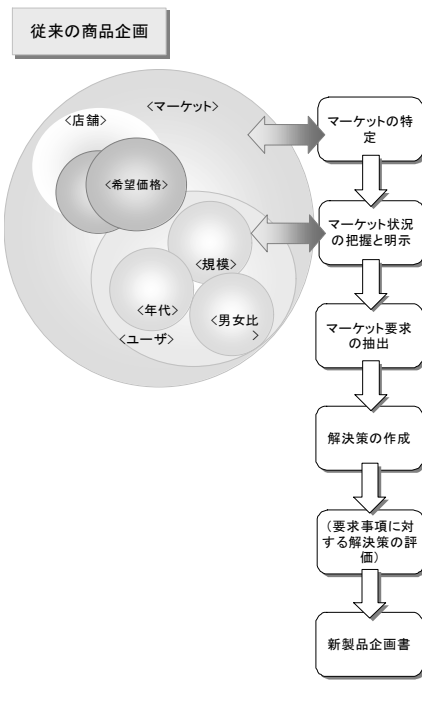 従来の商品企画
<マーケット>
<店舗>
<希望価格>
<規模>
<年代>
<男女比
>
<ユーザ>
マーケットの特
定
マーケット状況
の把握と明示
マーケット要求
の抽出
解決策の作成
(要求事項に対
する解決策の評
価)
新製品企画書